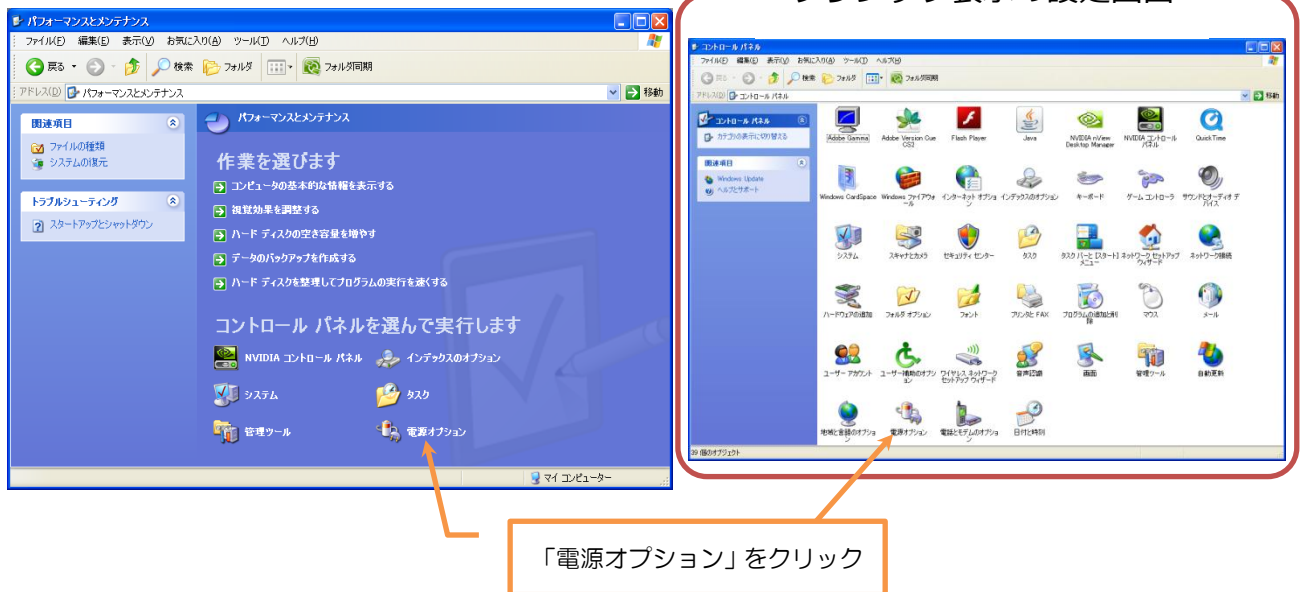 パフォーマンスとメンテナンス
ファイル(F) 編集(E) 表示(V) お気に入り(A) ツール(T) ヘルプ(H)
戻る 検索 フォルダ フォルダ同期
アドレス(D) パフォーマンスとメンテナンス 移動
関連項目
ファイルの種類
システムの復元
トラブルシューティング
スタートアップとシャットダウン
パフォーマンスとメンテナンス
作業を選びます
コンピュータの基本的な情報を表示する
視覚効果を調整する
ハード ディスクの空き容量を増やす
データのバックアップを作成する
ハード ディスクを整理してプログラムの実行を速くする
コントロール パネルを選んで実行します
NVIDIA コントロール パネル インデックスのオプション
システム タスク
管理ツール 電源オプション
マイ コンピューター
コントロール パネル
ファイル(F) 編集(E) 表示(V) お気に入り(A) ツール(T) ヘルプ(H)
戻る 検索 フォルダ フォルダ同期
アドレス(D) コントロール パネル 移動
コントロール パネル
カテゴリの表示に切り替える
関連項目
Windows Update
ヘルプとサポート
Adobe Gamma Adobe Version Cue CS3 Flash Player Java NVIDIA nView Desktop Manager NVIDIA コントロール パネル QuickTime
Windows CardSpace Windows ファイアウォール インターネット オプション インデックスのオプション キーボード ゲーム コントローラ サウンドとオーディオ デバイス
システム スキャナとカメラ セキュリティ センター タスク タスク バーと [スタート] メニュー ネットワーク セットアップ ウィザード ネットワーク接続
ハードウェアの追加 フォルダ オプション フォント プリンタと FAX プログラムの追加と削除 マウス メール
ユーザー アカウント ユーザー補助のオプション ワイヤレス ネットワーク セットアップ ウィザード 音声認識 画面 管理ツール 自動更新
地域と言語のオプション 電源オプション 電話とモデムのオプション 日付と時刻
39 個のオブジェクト
「電源オプション」をクリック